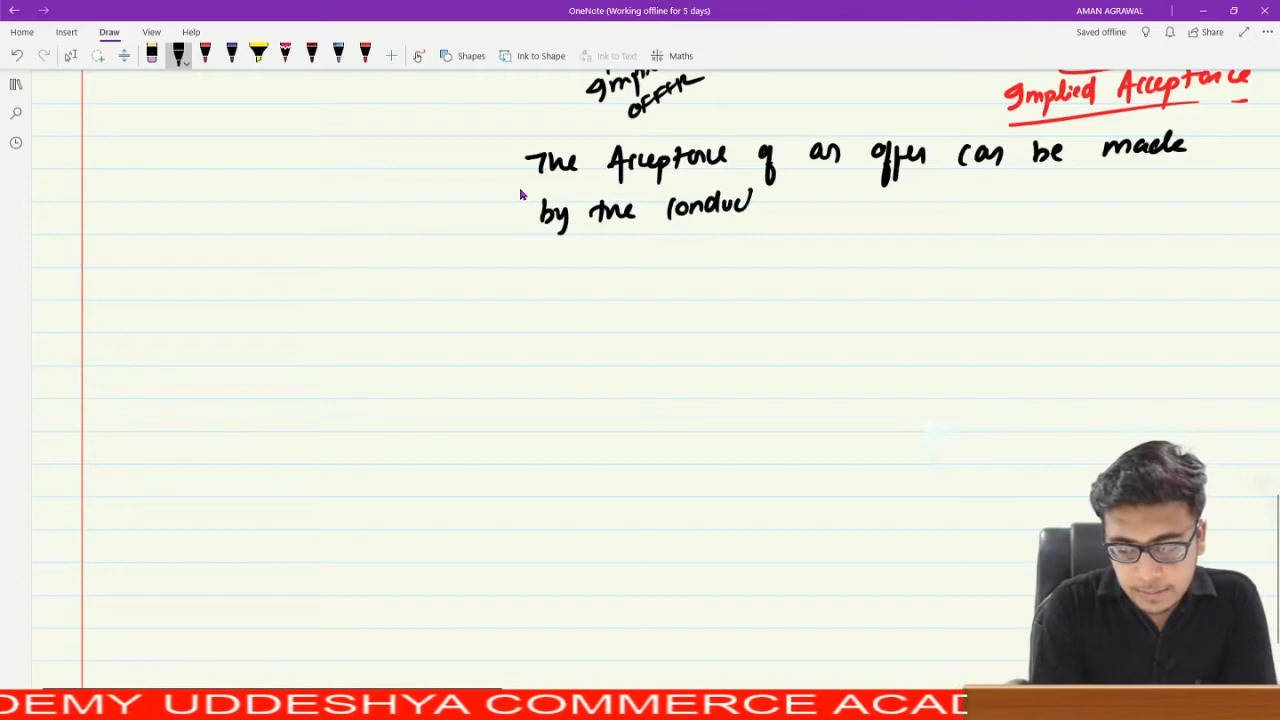 OneNote (Working offline for 5 days)
AMAN AGRAWAL
Home Insert Draw View Help
Saved offline Share
Shapes Ink to Shape Ink to Text Maths
Implied Acceptance
OFFER
The Acceptance of an offer can be made
by the conduc
DEMY UDDESHYA COMMERCE ACAD